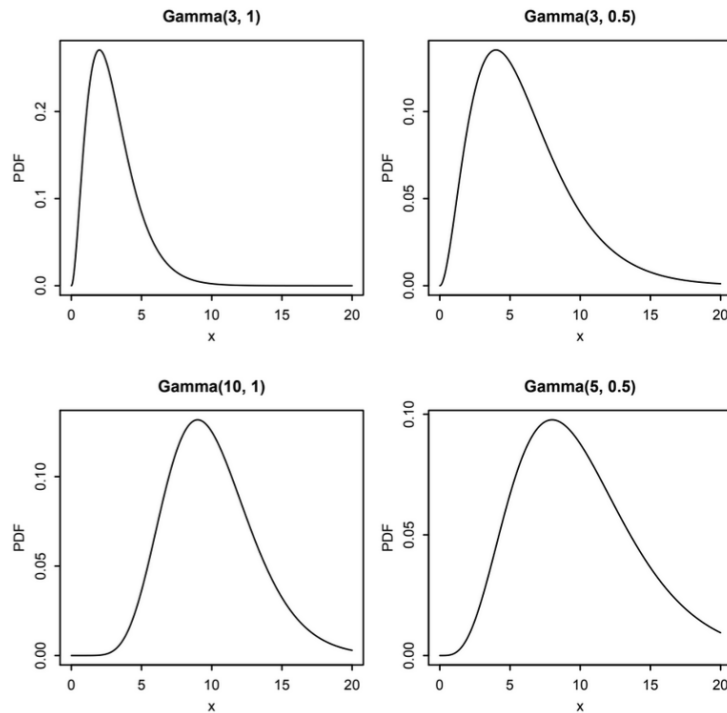 Gamma(3, 1)
PDF
0.2
0.1
0.0
0 5 10 15 20
x
Gamma(3, 0.5)
PDF
0.10
0.05
0.00
0 5 10 15 20
x
Gamma(10, 1)
PDF
0.10
0.05
0.00
0 5 10 15 20
x
Gamma(5, 0.5)
PDF
0.10
0.05
0.00
0 5 10 15 20
x